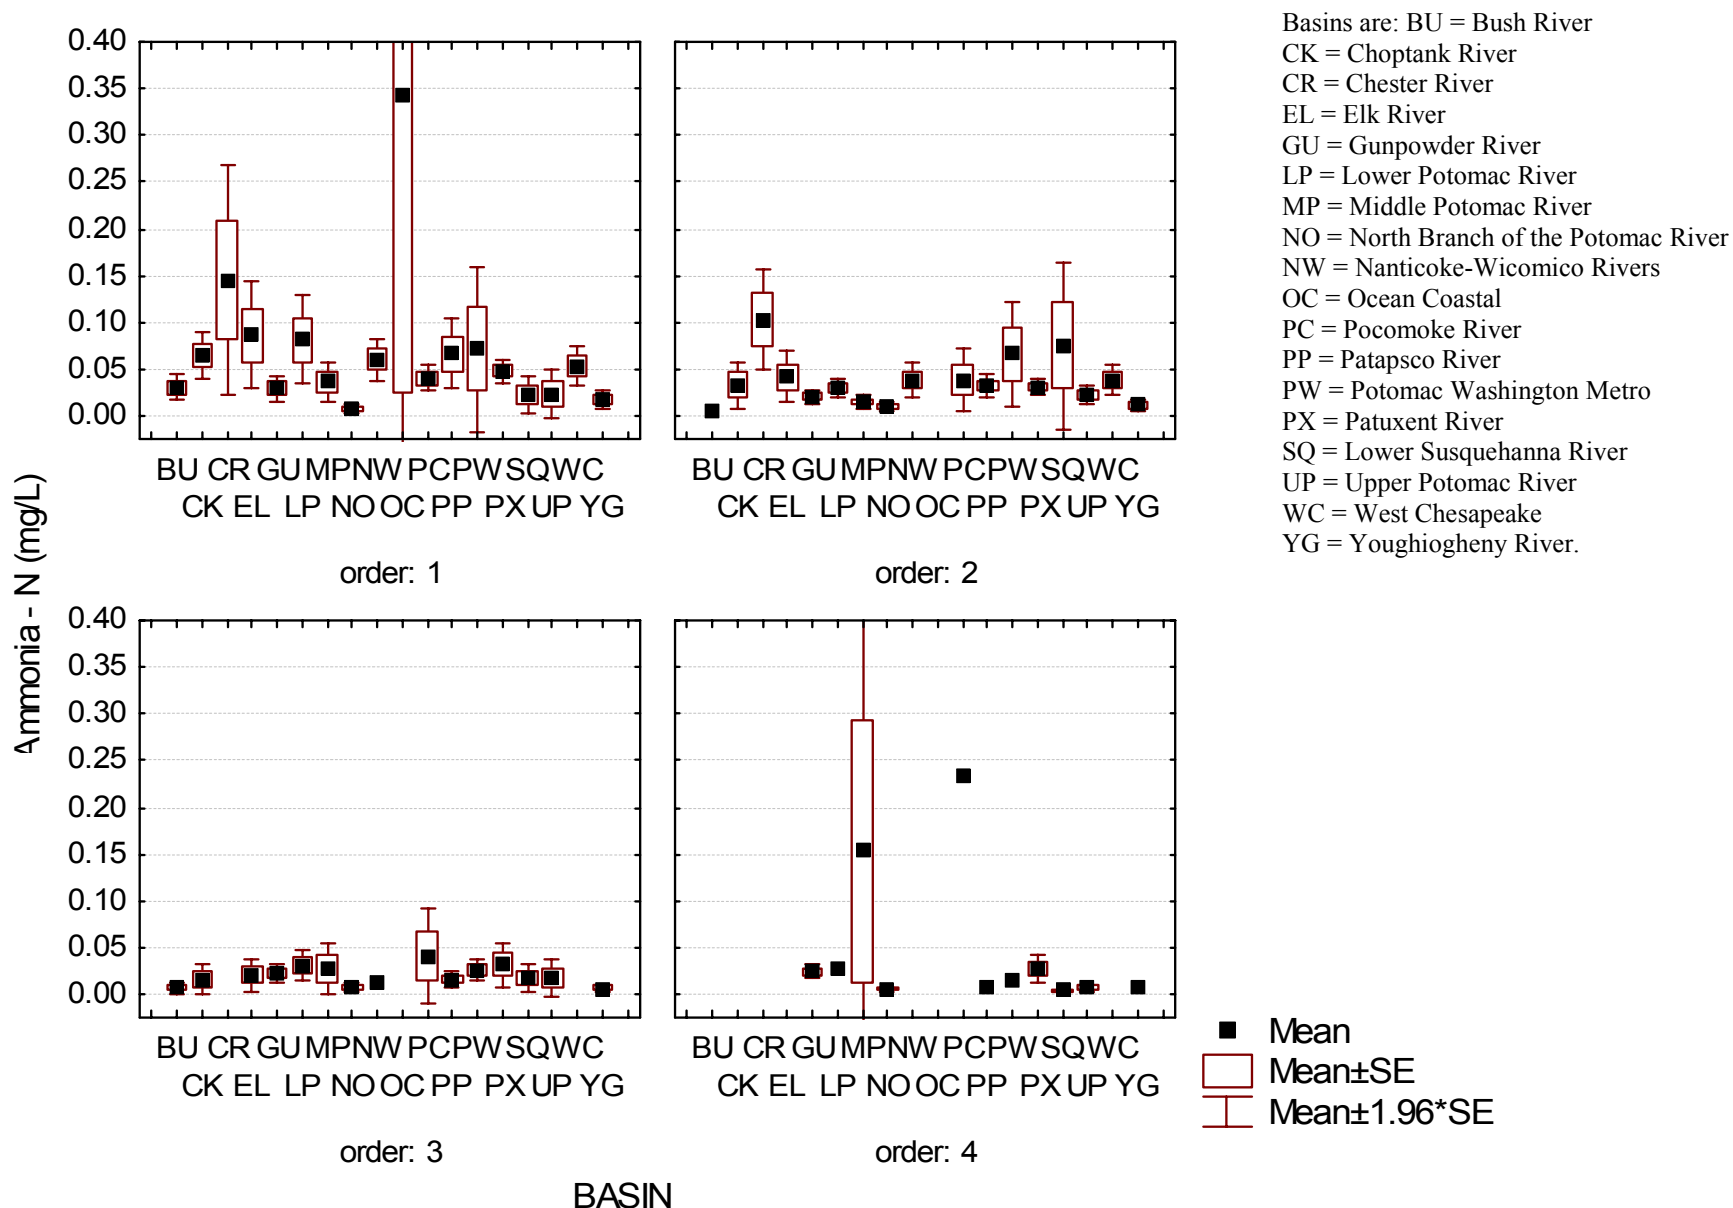 Basins are: BU = Bush River
CK = Choptank River
CR = Chester River
EL = Elk River
GU = Gunpowder River
LP = Lower Potomac River
MP = Middle Potomac River
NO = North Branch of the Potomac River
NW = Nanticoke-Wicomico Rivers
OC = Ocean Coastal
PC = Pocomoke River
PP = Patapsco River
PW = Potomac Washington Metro
PX = Patuxent River
SQ = Lower Susquehanna River
UP = Upper Potomac River
WC = West Chesapeake
YG = Youghiogheny River.
Ammonia - N (mg/L)
0.40
0.35
0.30
0.25
0.20
0.15
0.10
0.05
0.00
BU CR GU MP NW PC PW SQ WC
CK EL LP NO OC PP PX UP YG
order: 1
BU CR GU MP NW PC PW SQ WC
CK EL LP NO OC PP PX UP YG
order: 2
0.40
0.35
0.30
0.25
0.20
0.15
0.10
0.05
0.00
BU CR GU MP NW PC PW SQ WC
CK EL LP NO OC PP PX UP YG
order: 3
BU CR GU MP NW PC PW SQ WC
CK EL LP NO OC PP PX UP YG
order: 4
BASIN
Mean
Mean±SE
Mean±1.96*SE